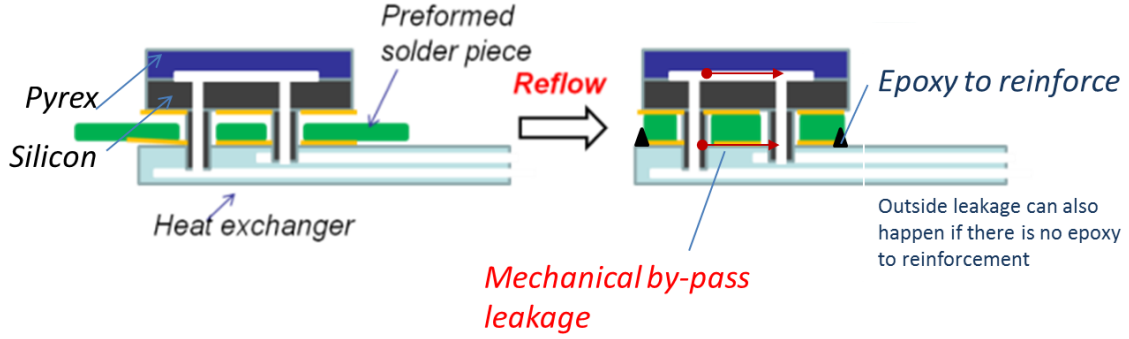 Preformed
solder piece
Pyrex
Silicon
Heat exchanger
Reflow
Epoxy to reinforce
Outside leakage can also
happen if there is no epoxy
to reinforcement
Mechanical by-pass
leakage